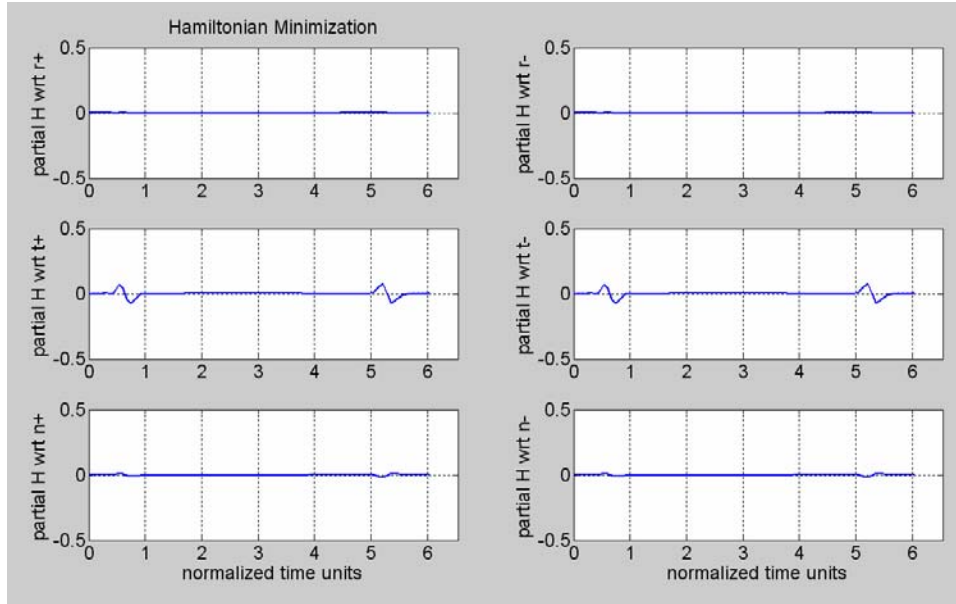 Hamiltonian Minimization
partial H wrt r+
0.5
0
-0.5
0 1 2 3 4 5 6
partial H wrt r-
0.5
0
-0.5
0 1 2 3 4 5 6
partial H wrt t+
0.5
0
-0.5
0 1 2 3 4 5 6
partial H wrt t-
0.5
0
-0.5
0 1 2 3 4 5 6
partial H wrt n+
0.5
0
-0.5
0 1 2 3 4 5 6
normalized time units
partial H wrt n-
0.5
0
-0.5
0 1 2 3 4 5 6
normalized time units